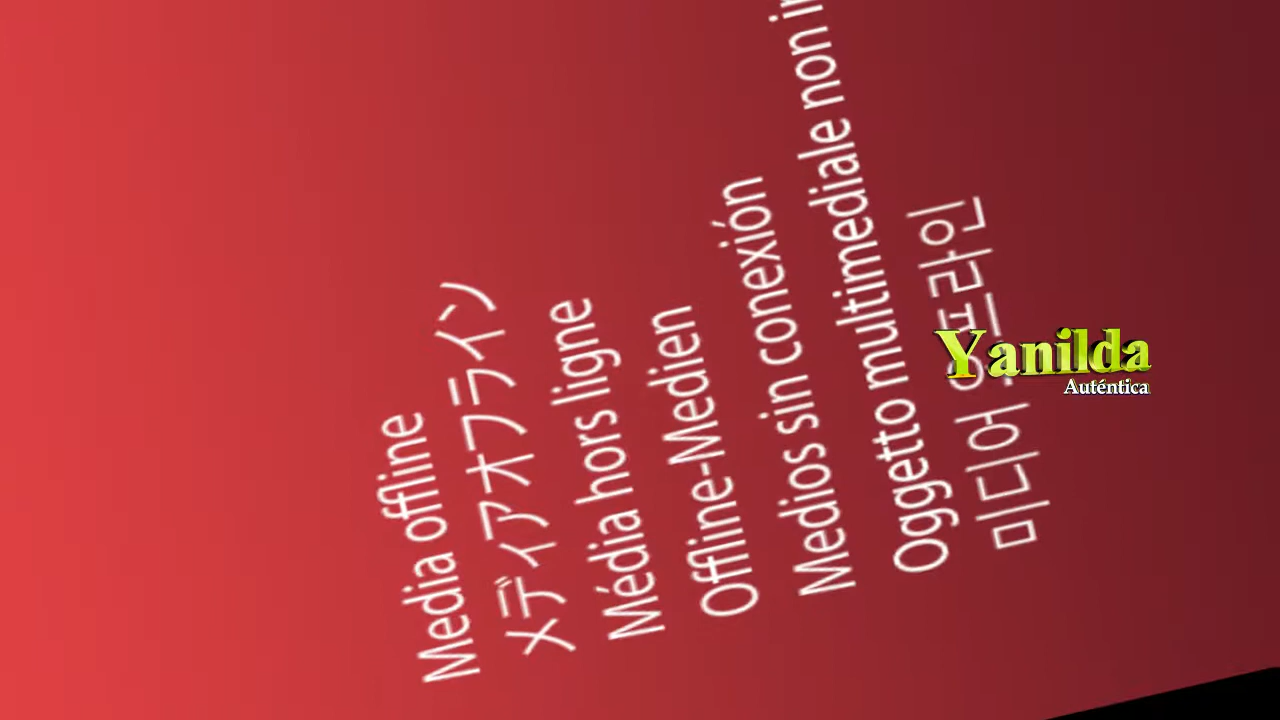 Media offline
メディアオフライン
Média hors ligne
Offline-Medien
Medios sin conexión
Oggetto multimediale non
미디어 오프라인
Yanilda
Auténtica